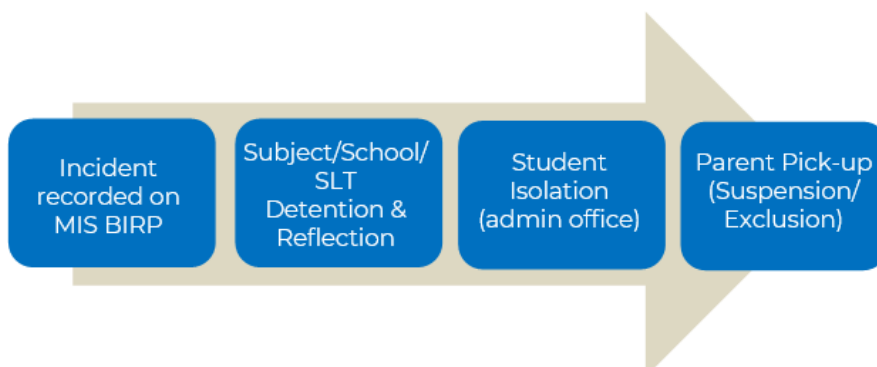 Incident
recorded on
MIS BIRP
Subject/School/
SLT
Detention &
Reflection
Student
Isolation
(admin office)
Parent Pick-up
(Suspension/
Exclusion)